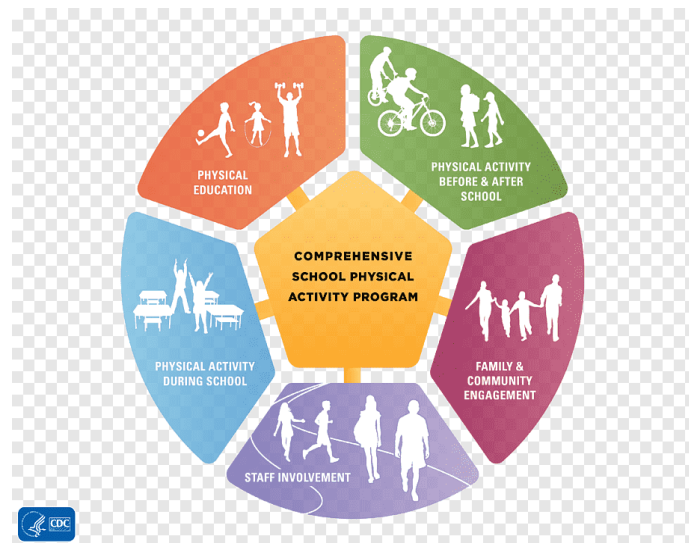 PHYSICAL
EDUCATION
PHYSICAL ACTIVITY
BEFORE & AFTER
SCHOOL
COMPREHENSIVE
SCHOOL PHYSICAL
ACTIVITY PROGRAM
PHYSICAL ACTIVITY
DURING SCHOOL
FAMILY &
COMMUNITY
ENGAGEMENT
STAFF INVOLVEMENT
CDC